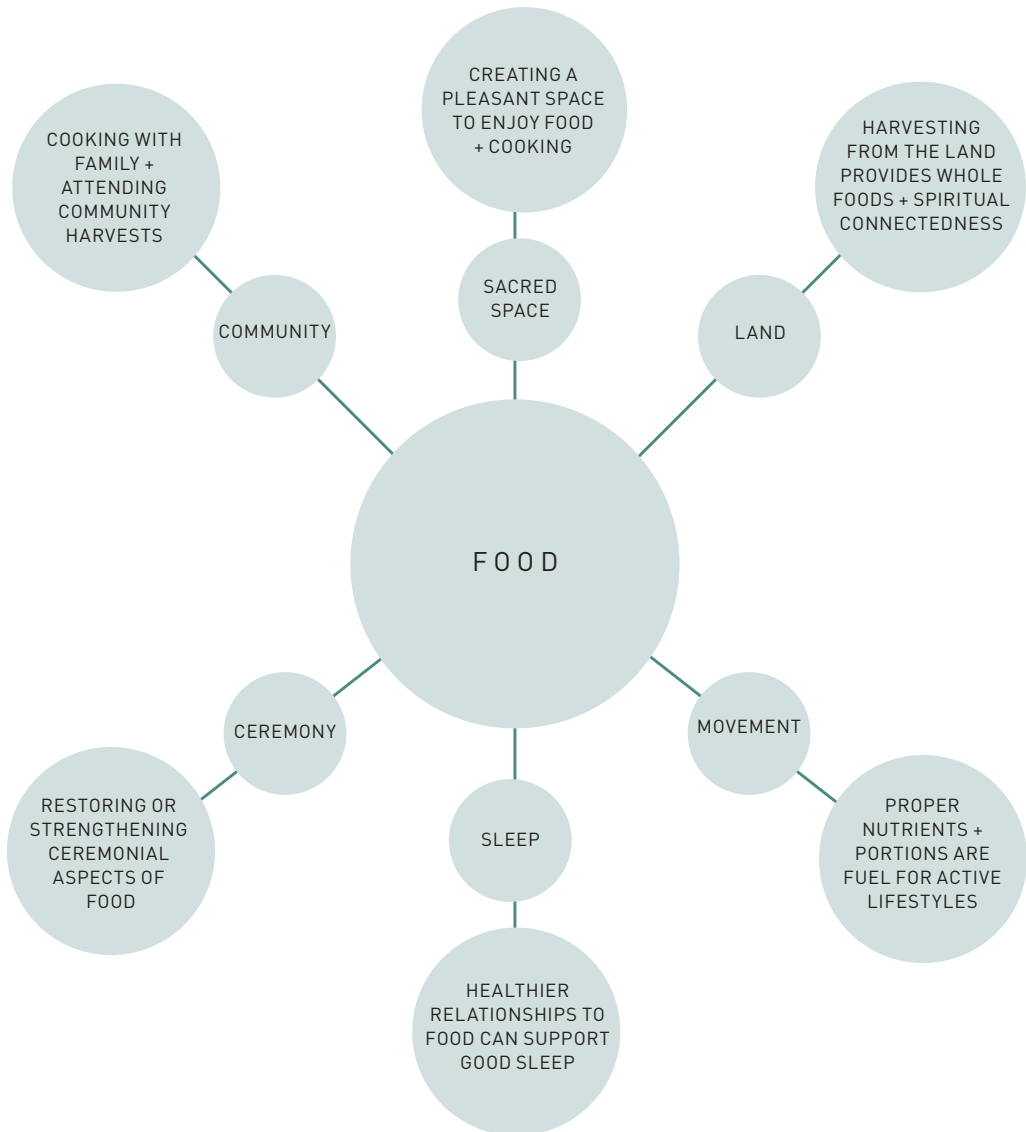 CREATING A
PLEASANT SPACE
TO ENJOY FOOD
+ COOKING
COOKING WITH
FAMILY +
ATTENDING
COMMUNITY
HARVESTS
HARVESTING
FROM THE LAND
PROVIDES WHOLE
FOODS + SPIRITUAL
CONNECTEDNESS
SACRED
SPACE
COMMUNITY
LAND
FOOD
CEREMONY
MOVEMENT
SLEEP
RESTORING OR
STRENGTHENING
CEREMONIAL
ASPECTS OF
FOOD
PROPER
NUTRIENTS +
PORTIONS ARE
FUEL FOR ACTIVE
LIFESTYLES
HEALTHIER
RELATIONSHIPS TO
FOOD CAN SUPPORT
GOOD SLEEP